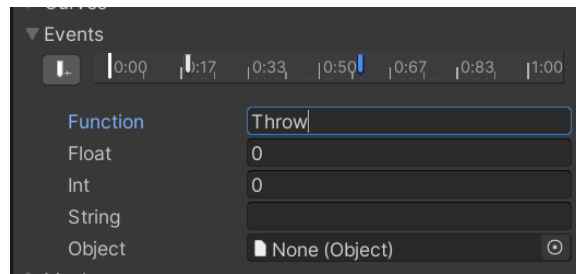 Events
0:00 0:17 0:33 0:50 0:67 0:83 1:00
Function Throw
Float 0
Int 0
String
Object None (Object)